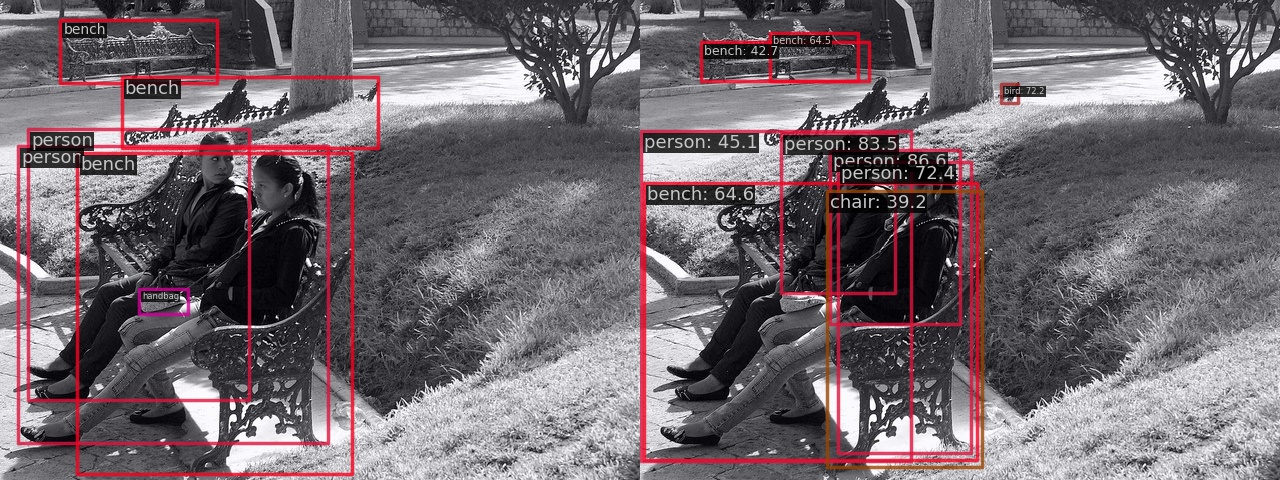 bench
bench
person
person
bench
handbag
bench: 64.5
bench: 42.7
bird: 72.2
person: 45.1
person: 83.5
person: 86.6
person: 72.4
bench: 64.6
chair: 39.2